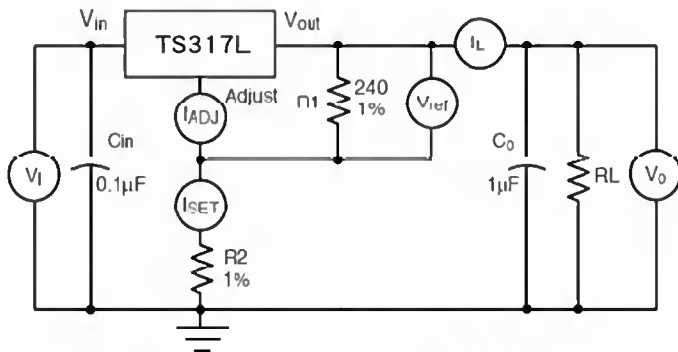 Vin
TS317L
Vout
IL
Adjust
IADJ
240
1%
Vref
Cin
0.1µF
VI
ISET
C0
1µF
RL
V0
R2
1%